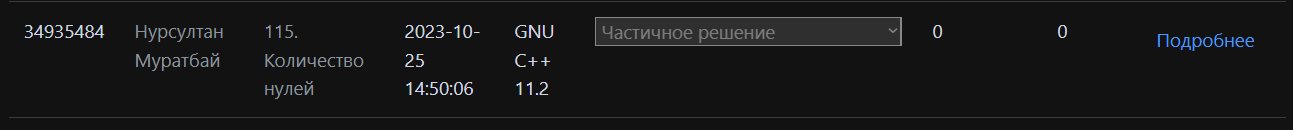 34935484 Нурсултан 115. 2023-10- GNU Частичное решение 0 0 Подробнее
Муратбай Количество 25 C++
нулей 14:50:06 11.2